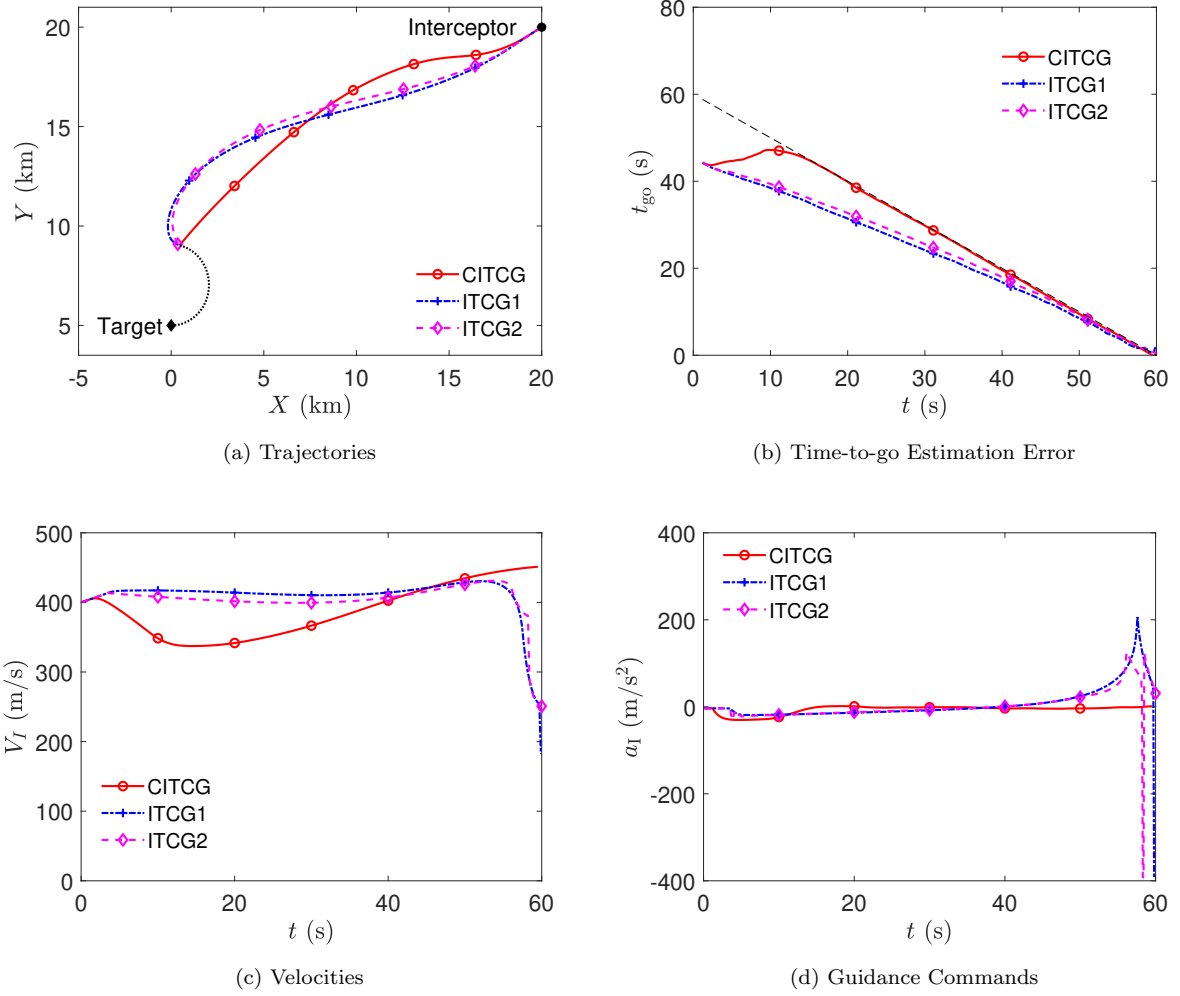 20
15
10
5
Y (km)
-5
0
5
10
15
20
X (km)
Interceptor
Target
CITCG
ITCG1
ITCG2
(a) Trajectories
80
60
40
20
0
t_go (s)
0
10
20
30
40
50
60
t (s)
CITCG
ITCG1
ITCG2
(b) Time-to-go Estimation Error
500
400
300
200
100
0
V_I (m/s)
0
20
40
60
t (s)
CITCG
ITCG1
ITCG2
(c) Velocities
400
200
0
-200
-400
a_I (m/s²)
0
20
40
60
t (s)
CITCG
ITCG1
ITCG2
(d) Guidance Commands